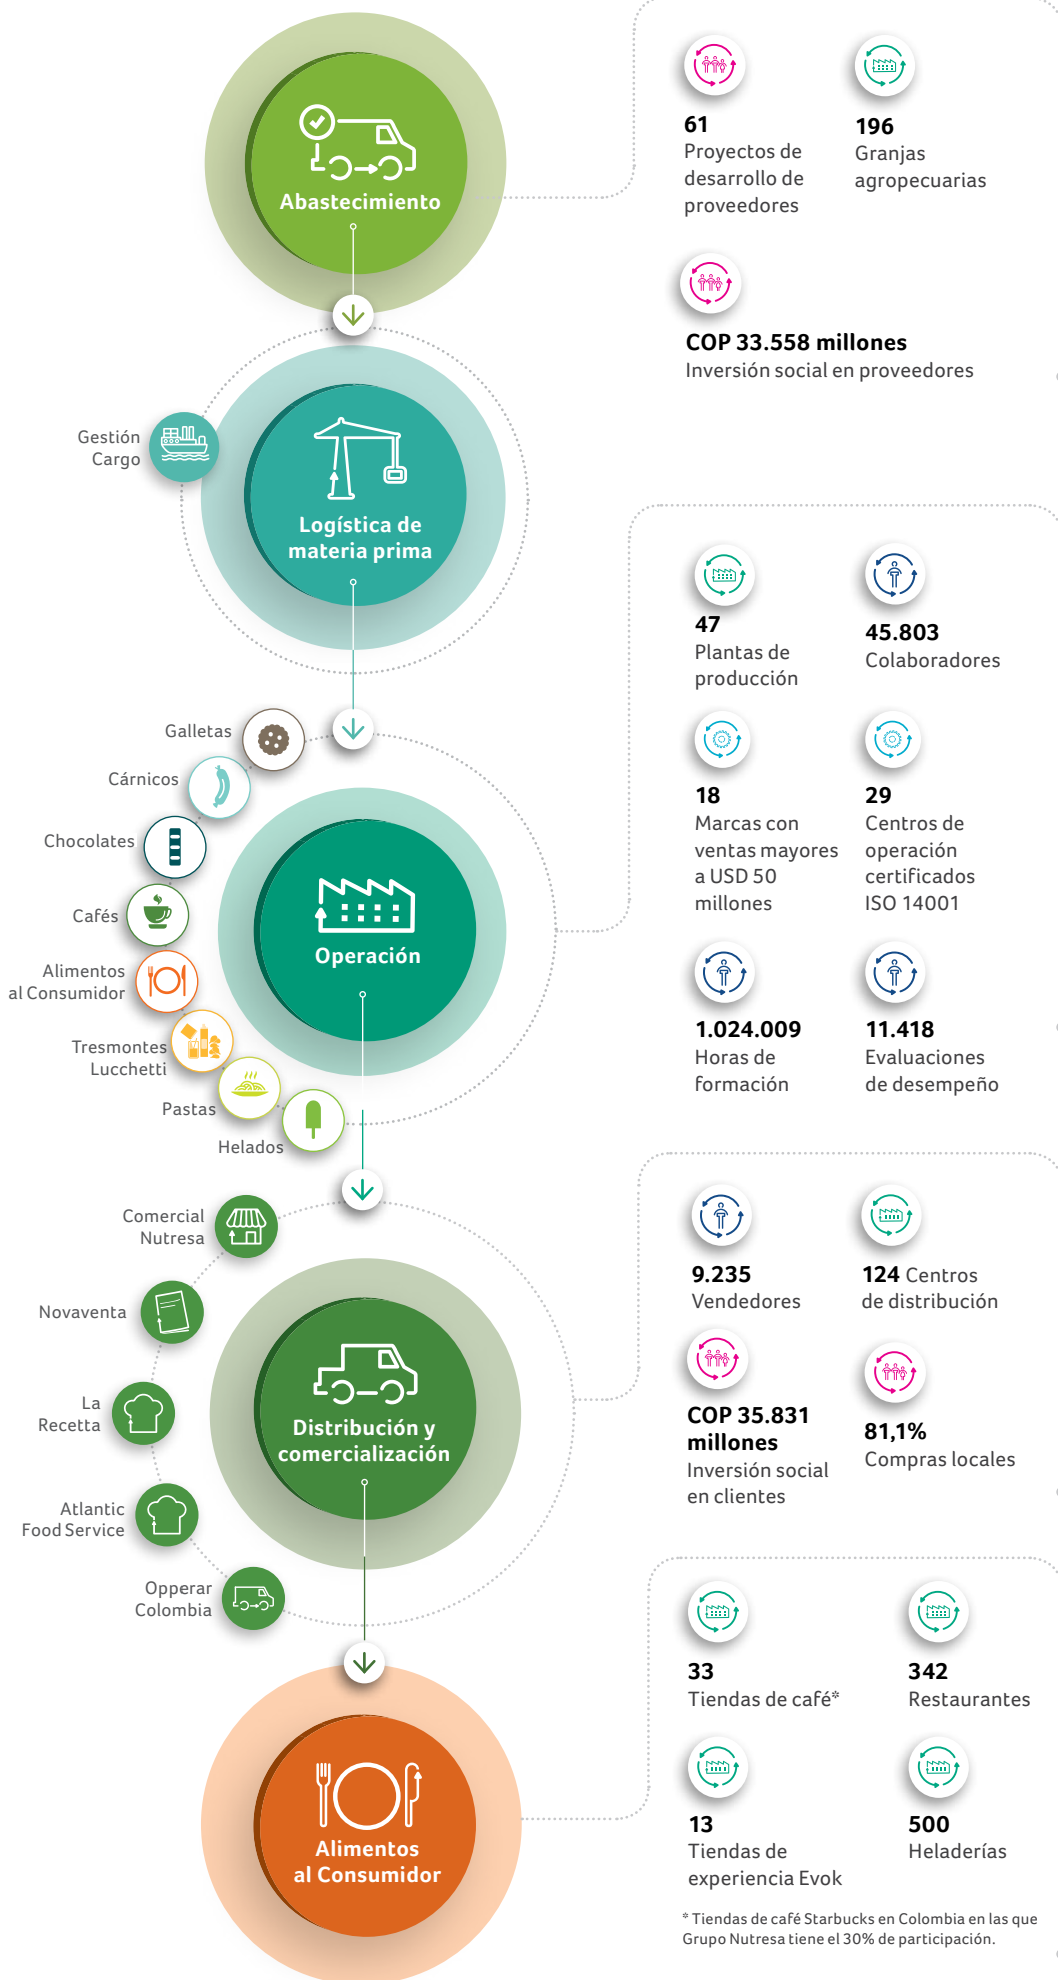 Abastecimiento
61
Proyectos de
desarrollo de
proveedores
196
Granjas
agropecuarias
COP 33.558 millones
Inversión social en proveedores
Gestión
Cargo
Logística de
materia prima
Galletas
Cárnicos
Chocolates
Cafés
Alimentos
al Consumidor
Tresmontes
Lucchetti
Pastas
Helados
Operación
47
Plantas de
producción
45.803
Colaboradores
18
Marcas con
ventas mayores
a USD 50
millones
29
Centros de
operación
certificados
ISO 14001
1.024.009
Horas de
formación
11.418
Evaluaciones
de desempeño
Comercial
Nutresa
Novaventa
La
Recetta
Atlantic
Food Service
Opperar
Colombia
Distribución y
comercialización
9.235
Vendedores
124 Centros
de distribución
COP 35.831
millones
Inversión social
en clientes
81,1%
Compras locales
Alimentos
al Consumidor
33
Tiendas de café*
342
Restaurantes
13
Tiendas de
experiencia Evok
500
Heladerías
* Tiendas de café Starbucks en Colombia en las que
Grupo Nutresa tiene el 30% de participación.